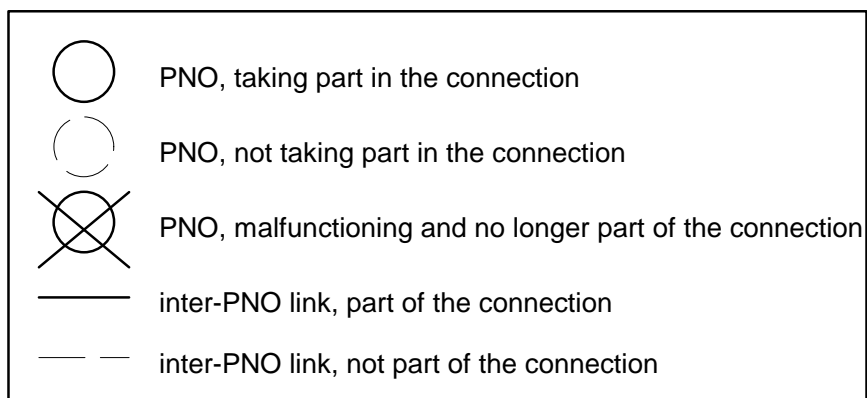 PNO, taking part in the connection
PNO, not taking part in the connection
PNO, malfunctioning and no longer part of the connection
inter-PNO link, part of the connection
inter-PNO link, not part of the connection